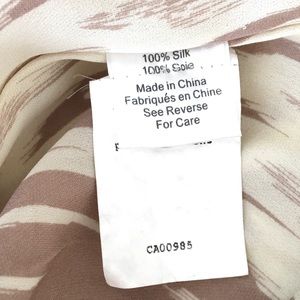 100% Silk
100% Soie
Made in China
Fabriqués en Chine
See Reverse
For Care
CA00985